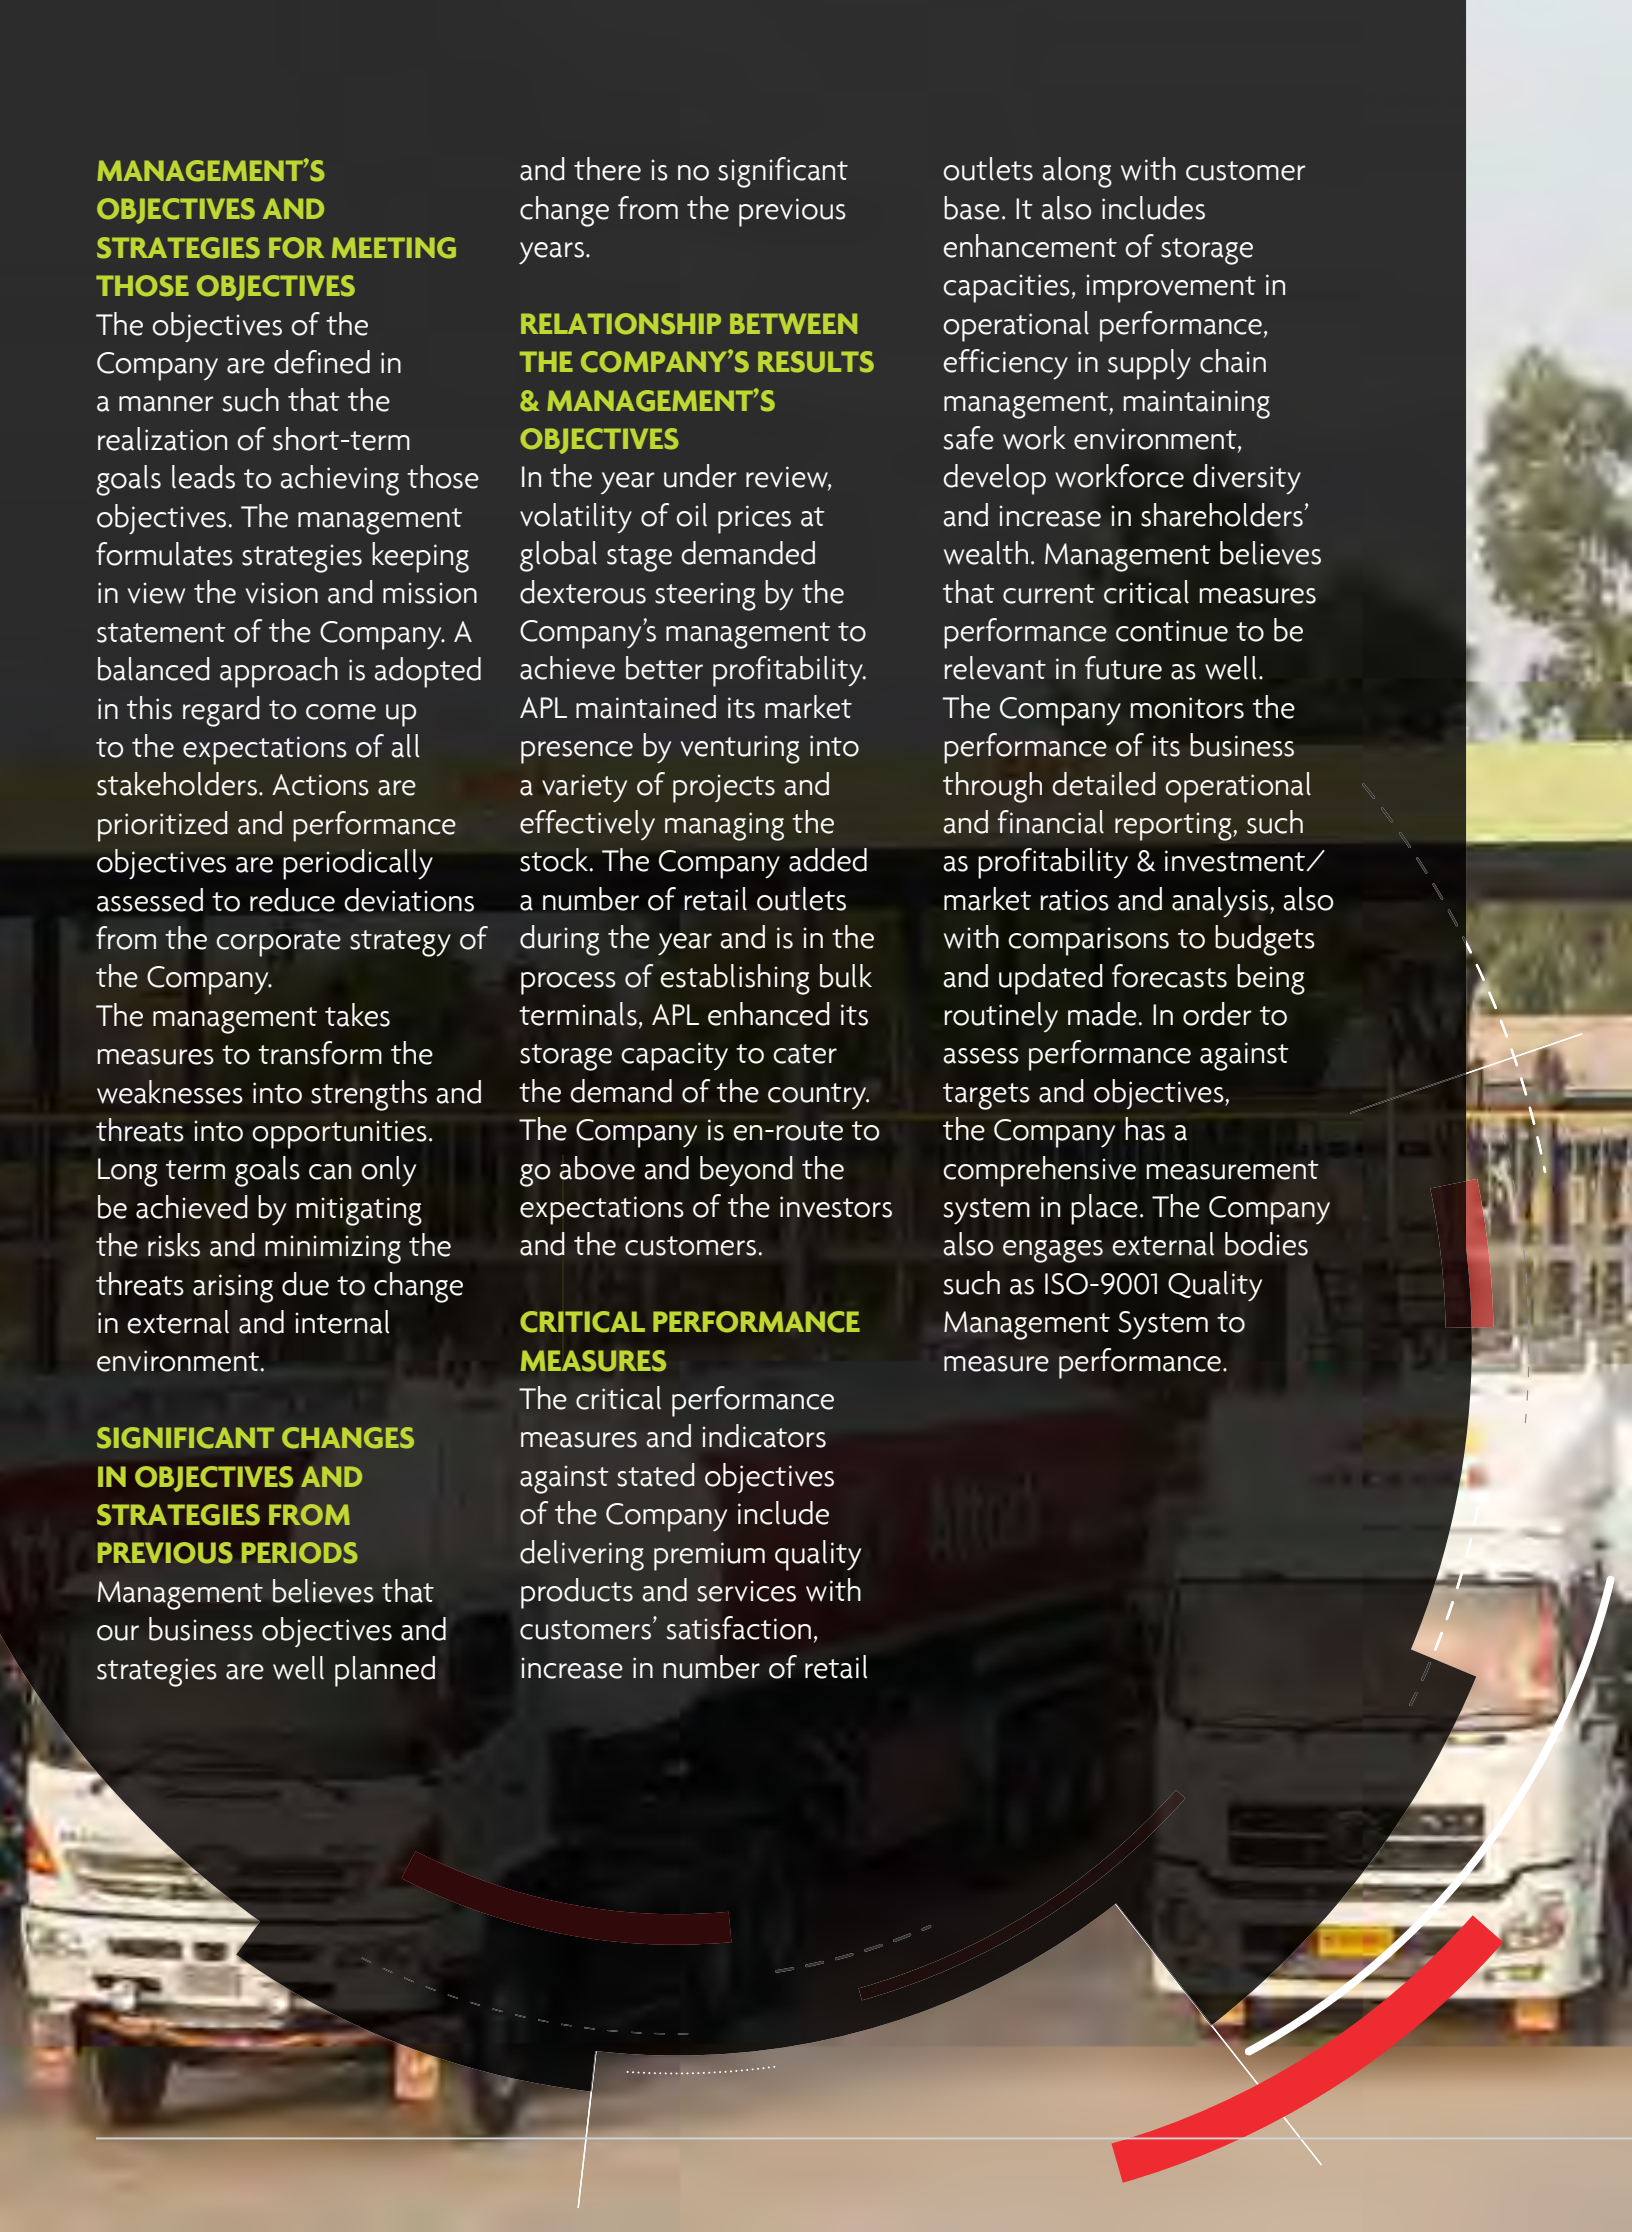 MANAGEMENT'S
OBJECTIVES AND
STRATEGIES FOR MEETING
THOSE OBJECTIVES
The objectives of the
Company are defined in
a manner such that the
realization of short-term
goals leads to achieving those
objectives. The management
formulates strategies keeping
in view the vision and mission
statement of the Company. A
balanced approach is adopted
in this regard to come up
to the expectations of all
stakeholders. Actions are
prioritized and performance
objectives are periodically
assessed to reduce deviations
from the corporate strategy of
the Company.
The management takes
measures to transform the
weaknesses into strengths and
threats into opportunities.
Long term goals can only
be achieved by mitigating
the risks and minimizing the
threats arising due to change
in external and internal
environment.
SIGNIFICANT CHANGES
IN OBJECTIVES AND
STRATEGIES FROM
PREVIOUS PERIODS
Management believes that
our business objectives and
strategies are well planned
and there is no significant
change from the previous
years.
RELATIONSHIP BETWEEN
THE COMPANY'S RESULTS
& MANAGEMENT'S
OBJECTIVES
In the year under review,
volatility of oil prices at
global stage demanded
dexterous steering by the
Company's management to
achieve better profitability.
APL maintained its market
presence by venturing into
a variety of projects and
effectively managing the
stock. The Company added
a number of retail outlets
during the year and is in the
process of establishing bulk
terminals, APL enhanced its
storage capacity to cater
the demand of the country.
The Company is en-route to
go above and beyond the
expectations of the investors
and the customers.
CRITICAL PERFORMANCE
MEASURES
The critical performance
measures and indicators
against stated objectives
of the Company include
delivering premium quality
products and services with
customers' satisfaction,
increase in number of retail
outlets along with customer
base. It also includes
enhancement of storage
capacities, improvement in
operational performance,
efficiency in supply chain
management, maintaining
safe work environment,
develop workforce diversity
and increase in shareholders'
wealth. Management believes
that current critical measures
performance continue to be
relevant in future as well.
The Company monitors the
performance of its business
through detailed operational
and financial reporting, such
as profitability & investment/
market ratios and analysis, also
with comparisons to budgets
and updated forecasts being
routinely made. In order to
assess performance against
targets and objectives,
the Company has a
comprehensive measurement
system in place. The Company
also engages external bodies
such as ISO-9001 Quality
Management System to
measure performance.